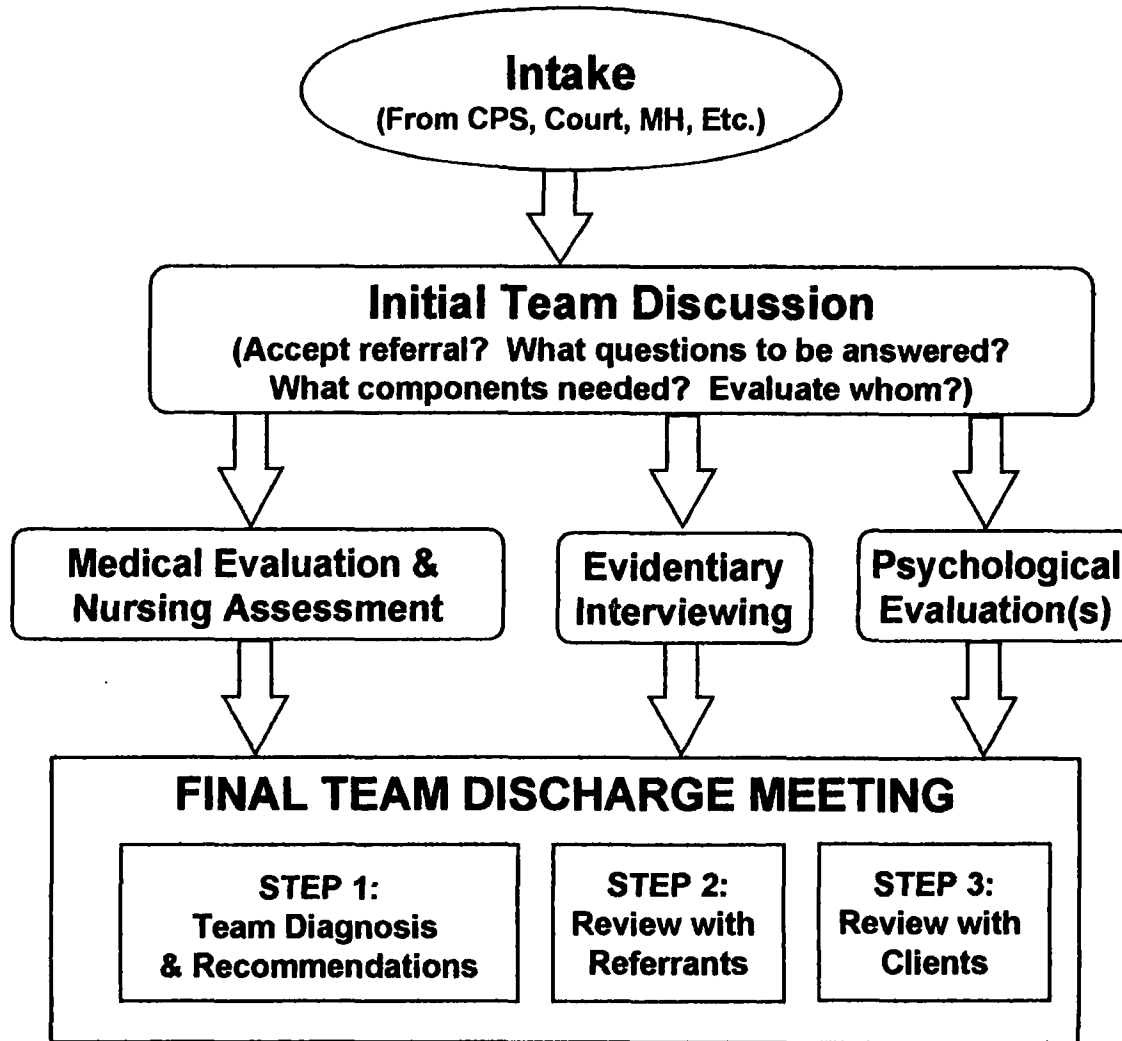 Intake
(From CPS, Court, MH, Etc.)
Initial Team Discussion
(Accept referral? What questions to be answered?
What components needed? Evaluate whom?)
Medical Evaluation &
Nursing Assessment
Evidentiary
Interviewing
Psychological
Evaluation(s)
FINAL TEAM DISCHARGE MEETING
STEP 1:
Team Diagnosis
& Recommendations
STEP 2:
Review with
Referrants
STEP 3:
Review with
Clients